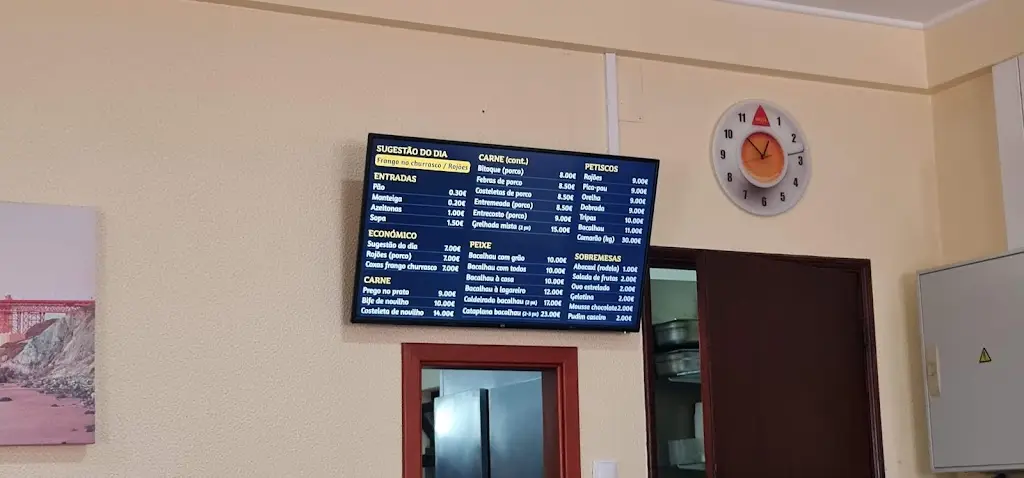 SUGESTÃO DO DIA
Frango no churrasco / Rojões
ENTRADAS
Pão 0.30€
Manteiga 0.20€
Azeitonas 1.00€
Sopa 1.50€
ECONÓMICO
Sugestão do dia 7.00€
Rojões (porco) 7.00€
Coxas frango churrasco 7.00€
CARNE
Prego no prato 9.00€
Bife de novilho 10.00€
Costeleta de novilho 14.00€
CARNE (cont.)
Bitoque (porco) 8.00€
Febras de porco 8.50€
Costeletas de porco 8.50€
Entremeada (porco) 8.50€
Entrecosto (porco) 9.00€
Grelhada mista (2 px) 15.00€
PEIXE
Bacalhau com grão 10.00€
Bacalhau com todos 10.00€
Bacalhau à casa 10.00€
Bacalhau à lagareiro 12.00€
Caldeirada bacalhau (2 px) 17.00€
Cataplana bacalhau (2-3 px) 23.00€
PETISCOS
Rojões 9.00€
Pica-pau 9.00€
Orelha 9.00€
Dobrada 9.00€
Tripas 10.00€
Bacalhau 11.00€
Camarão (kg) 30.00€
SOBREMESAS
Abacaxi (rodela) 1.00€
Salada de frutas 2.00€
Ovo estrelado 2.00€
Gelatina 2.00€
Mousse chocolate 2.00€
Pudim caseiro 2.00€
11 1
10 2
9 3
8 4
7 6 5